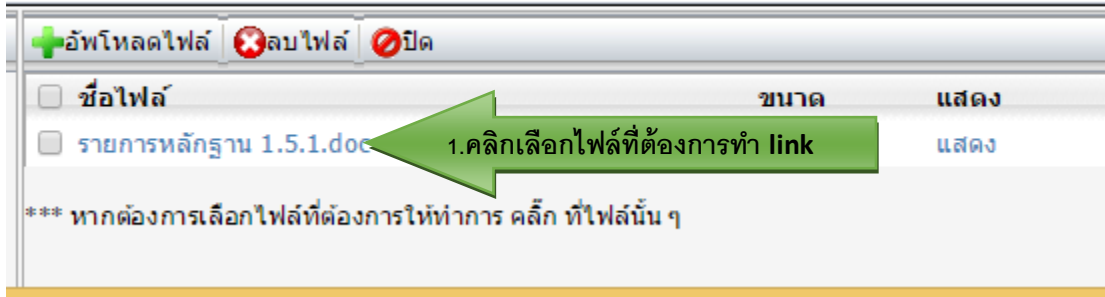 อัพโหลดไฟล์ ลบไฟล์ ปิด
ชื่อไฟล์ ขนาด แสดง
รายการหลักฐาน 1.5.1.doc 1.คลิกเลือกไฟล์ที่ต้องการทำ link แสดง
*** หากต้องการเลือกไฟล์ที่ต้องการให้ทำการ คลิ๊ก ที่ไฟล์นั้น ๆ